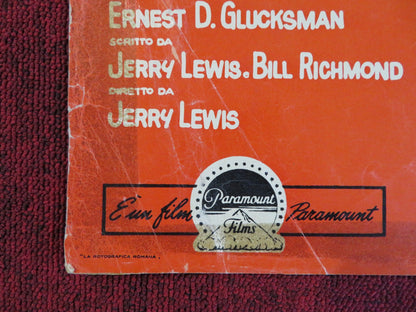 ERNEST D. GLUCKSMAN
SCRITTO DA
JERRY LEWIS e BILL RICHMOND
DIRETTO DA
JERRY LEWIS
È un film Paramount Films Paramount
"LA ROTOGRAFICA ROMANA"